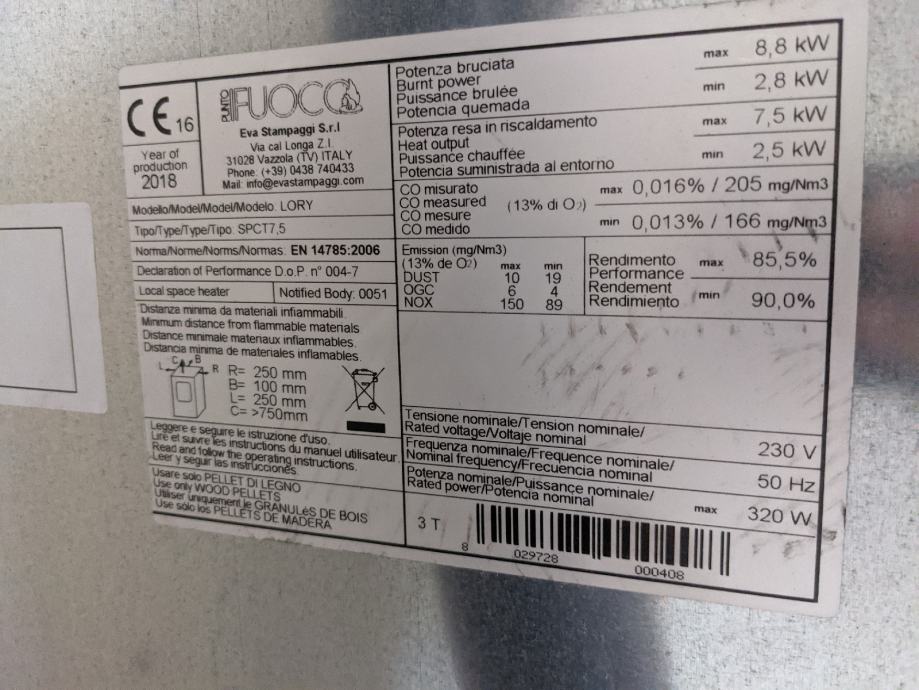 CE 16
Year of
production
2018
PUNTO FUOCO
Eva Stampaggi S.r.l
Via cal Longa Z.I.
31028 Vazzola (TV) ITALY
Phone: (+39) 0438 740433
Mail: info@evastampaggi.com
Modello/Model/Model/Modelo: LORY
Tipo/Type/Type/Tipo: SPCT7,5
Norma/Norme/Norms/Normas: EN 14785:2006
Declaration of Performance D.o.P. n° 004-7
Local space heater
Notified Body: 0051
Distanza minima da materiali infiammabili.
Minimum distance from flammable materials
Distance minimale materiaux inflammables.
Distancia minima de materiales inflamables.
C B
L R
R= 250 mm
B= 100 mm
L= 250 mm
C= >750mm
Leggere e seguire le istruzione d'uso.
Lire et suivre les instructions du manuel utilisateur.
Read and follow the operating instructions.
Leer y seguir las instrucciones.
Usare solo PELLET DI LEGNO
Use only WOOD PELLETS
Utiliser uniquement le GRANULéS DE BOIS
Use sólo los PELLETS DE MADERA
Potenza bruciata
Burnt power
Puissance brulée
Potencia quemada
max 8,8 kW
min 2,8 kW
Potenza resa in riscaldamento
Heat output
Puissance chauffée
Potencia suministrada al entorno
max 7,5 kW
min 2,5 kW
CO misurato
CO measured
CO mesure
CO medido
(13% di O2)
max 0,016% / 205 mg/Nm3
min 0,013% / 166 mg/Nm3
Emission (mg/Nm3)
(13% de O2) max min
DUST 10 19
OGC 6 4
NOX 150 89
Rendimento
Performance
Rendement
Rendimiento
max 85,5%
min 90,0%
Tensione nominale/Tension nominale/
Rated voltage/Voltaje nominal
230 V
Frequenza nominale/Frequence nominale/
Nominal frequency/Frecuencia nominal
50 Hz
Potenza nominale/Puissance nominale/
Rated power/Potencia nominal
max 320 W
3 T
8 029728 000408